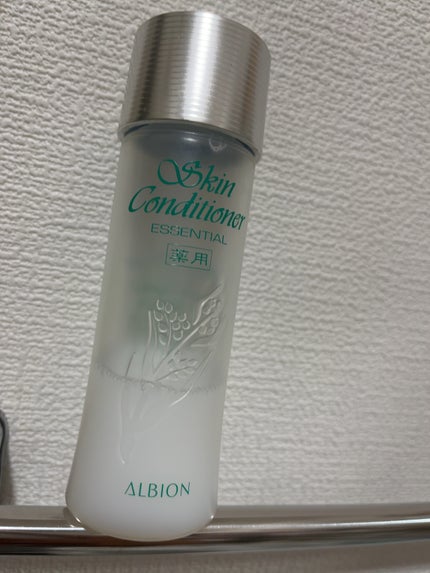 Skin
Conditioner
ESSENTIAL
薬用
ALBION